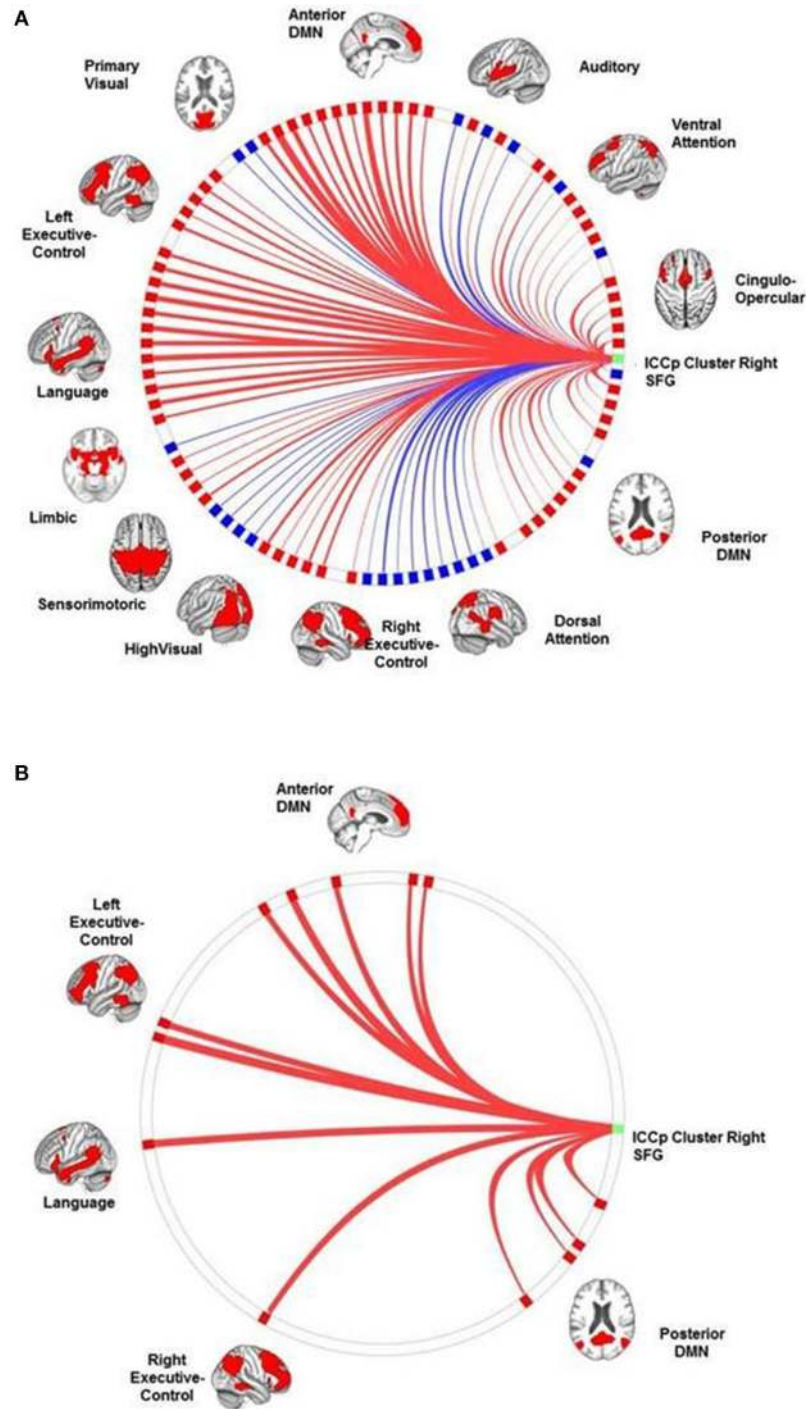 A
Anterior
DMN
Auditory
Primary
Visual
Ventral
Attention
Left
Executive-
Control
Cingulo-
Opercular
ICCp Cluster Right
SFG
Language
Limbic
Posterior
DMN
Sensorimotoric
HighVisual
Right
Executive-
Control
Dorsal
Attention
B
Anterior
DMN
Left
Executive-
Control
ICCp Cluster Right
SFG
Language
Posterior
DMN
Right
Executive-
Control